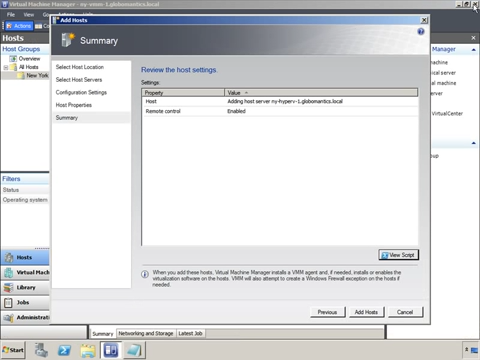 Virtual Machine Manager - ny-vmm-1.globomantics.local
File
View
Go
Actions
Help
Actions
Hosts
Host Groups
Overview
All Hosts
New York
Filters
Status
Operating system
Hosts
Virtual Mach
Library
Jobs
Administrat
Add Hosts
Summary
Select Host Location
Select Host Servers
Configuration Settings
Host Properties
Summary
Review the host settings.
Settings:
Property Value
Host Adding host server ny-hyperv-1.globomantics.local
Remote control Enabled
View Script
When you add these hosts, Virtual Machine Manager installs a VMM agent and, if needed, installs or enables the
virtualization software on the hosts. VMM will also attempt to create a Windows Firewall exception on the hosts if
needed.
Previous Add Hosts Cancel
Manager
machine
ical server
l machine
VirtualCenter
oup
Summary Networking and Storage Latest Job
Start